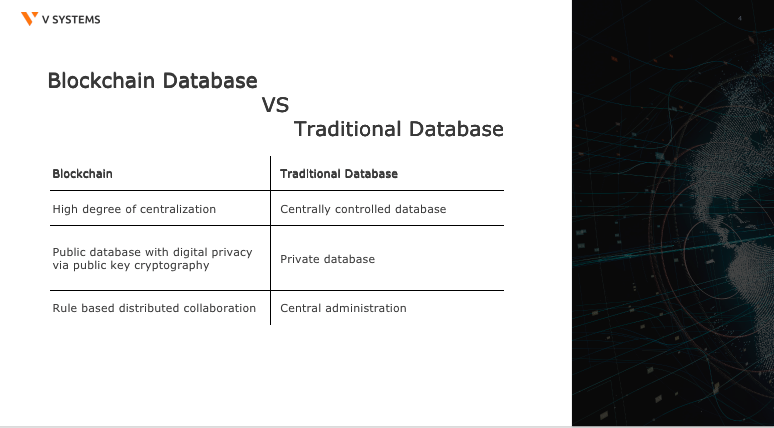 V SYSTEMS
4
Blockchain Database
VS
Traditional Database
Blockchain
Traditional Database
High degree of centralization
Centrally controlled database
Public database with digital privacy
via public key cryptography
Private database
Rule based distributed collaboration
Central administration